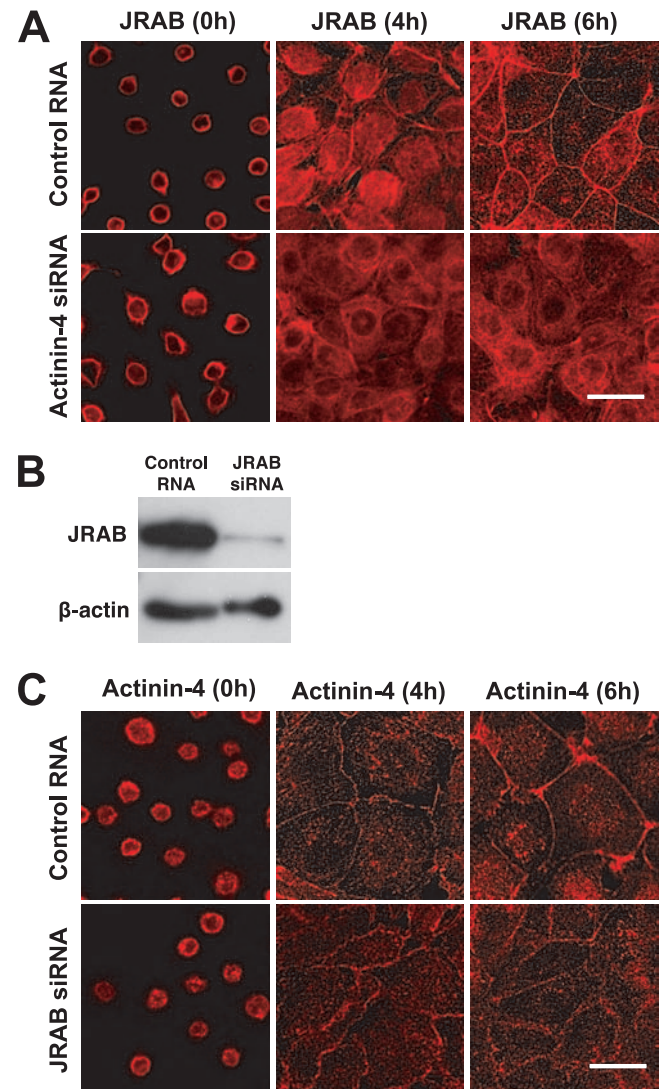 A
JRAB (0h) JRAB (4h) JRAB (6h)
Control RNA
Actinin-4 siRNA
B
Control RNA JRAB siRNA
JRAB
β-actin
C
Actinin-4 (0h) Actinin-4 (4h) Actinin-4 (6h)
Control RNA
JRAB siRNA